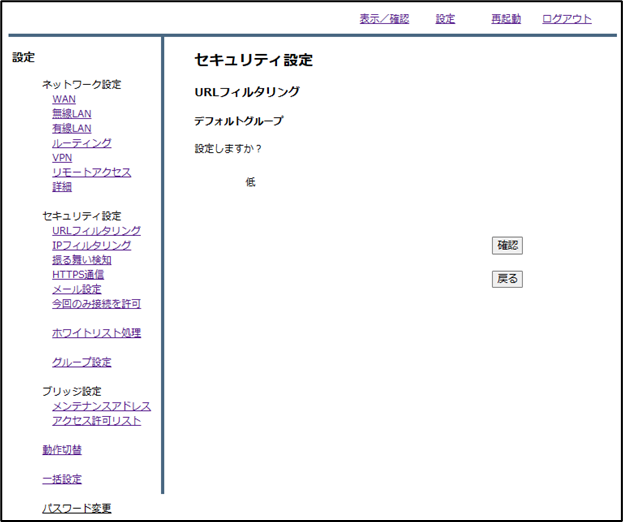 表示／確認 設定 再起動 ログアウト
設定
ネットワーク設定
WAN
無線LAN
有線LAN
ルーティング
VPN
リモートアクセス
詳細
セキュリティ設定
URLフィルタリング
IPフィルタリング
振る舞い検知
HTTPS通信
メール設定
今回のみ接続を許可
ホワイトリスト処理
グループ設定
ブリッジ設定
メンテナンスアドレス
アクセス許可リスト
動作切替
一括設定
パスワード変更
セキュリティ設定
URLフィルタリング
デフォルトグループ
設定しますか？
低
確認
戻る